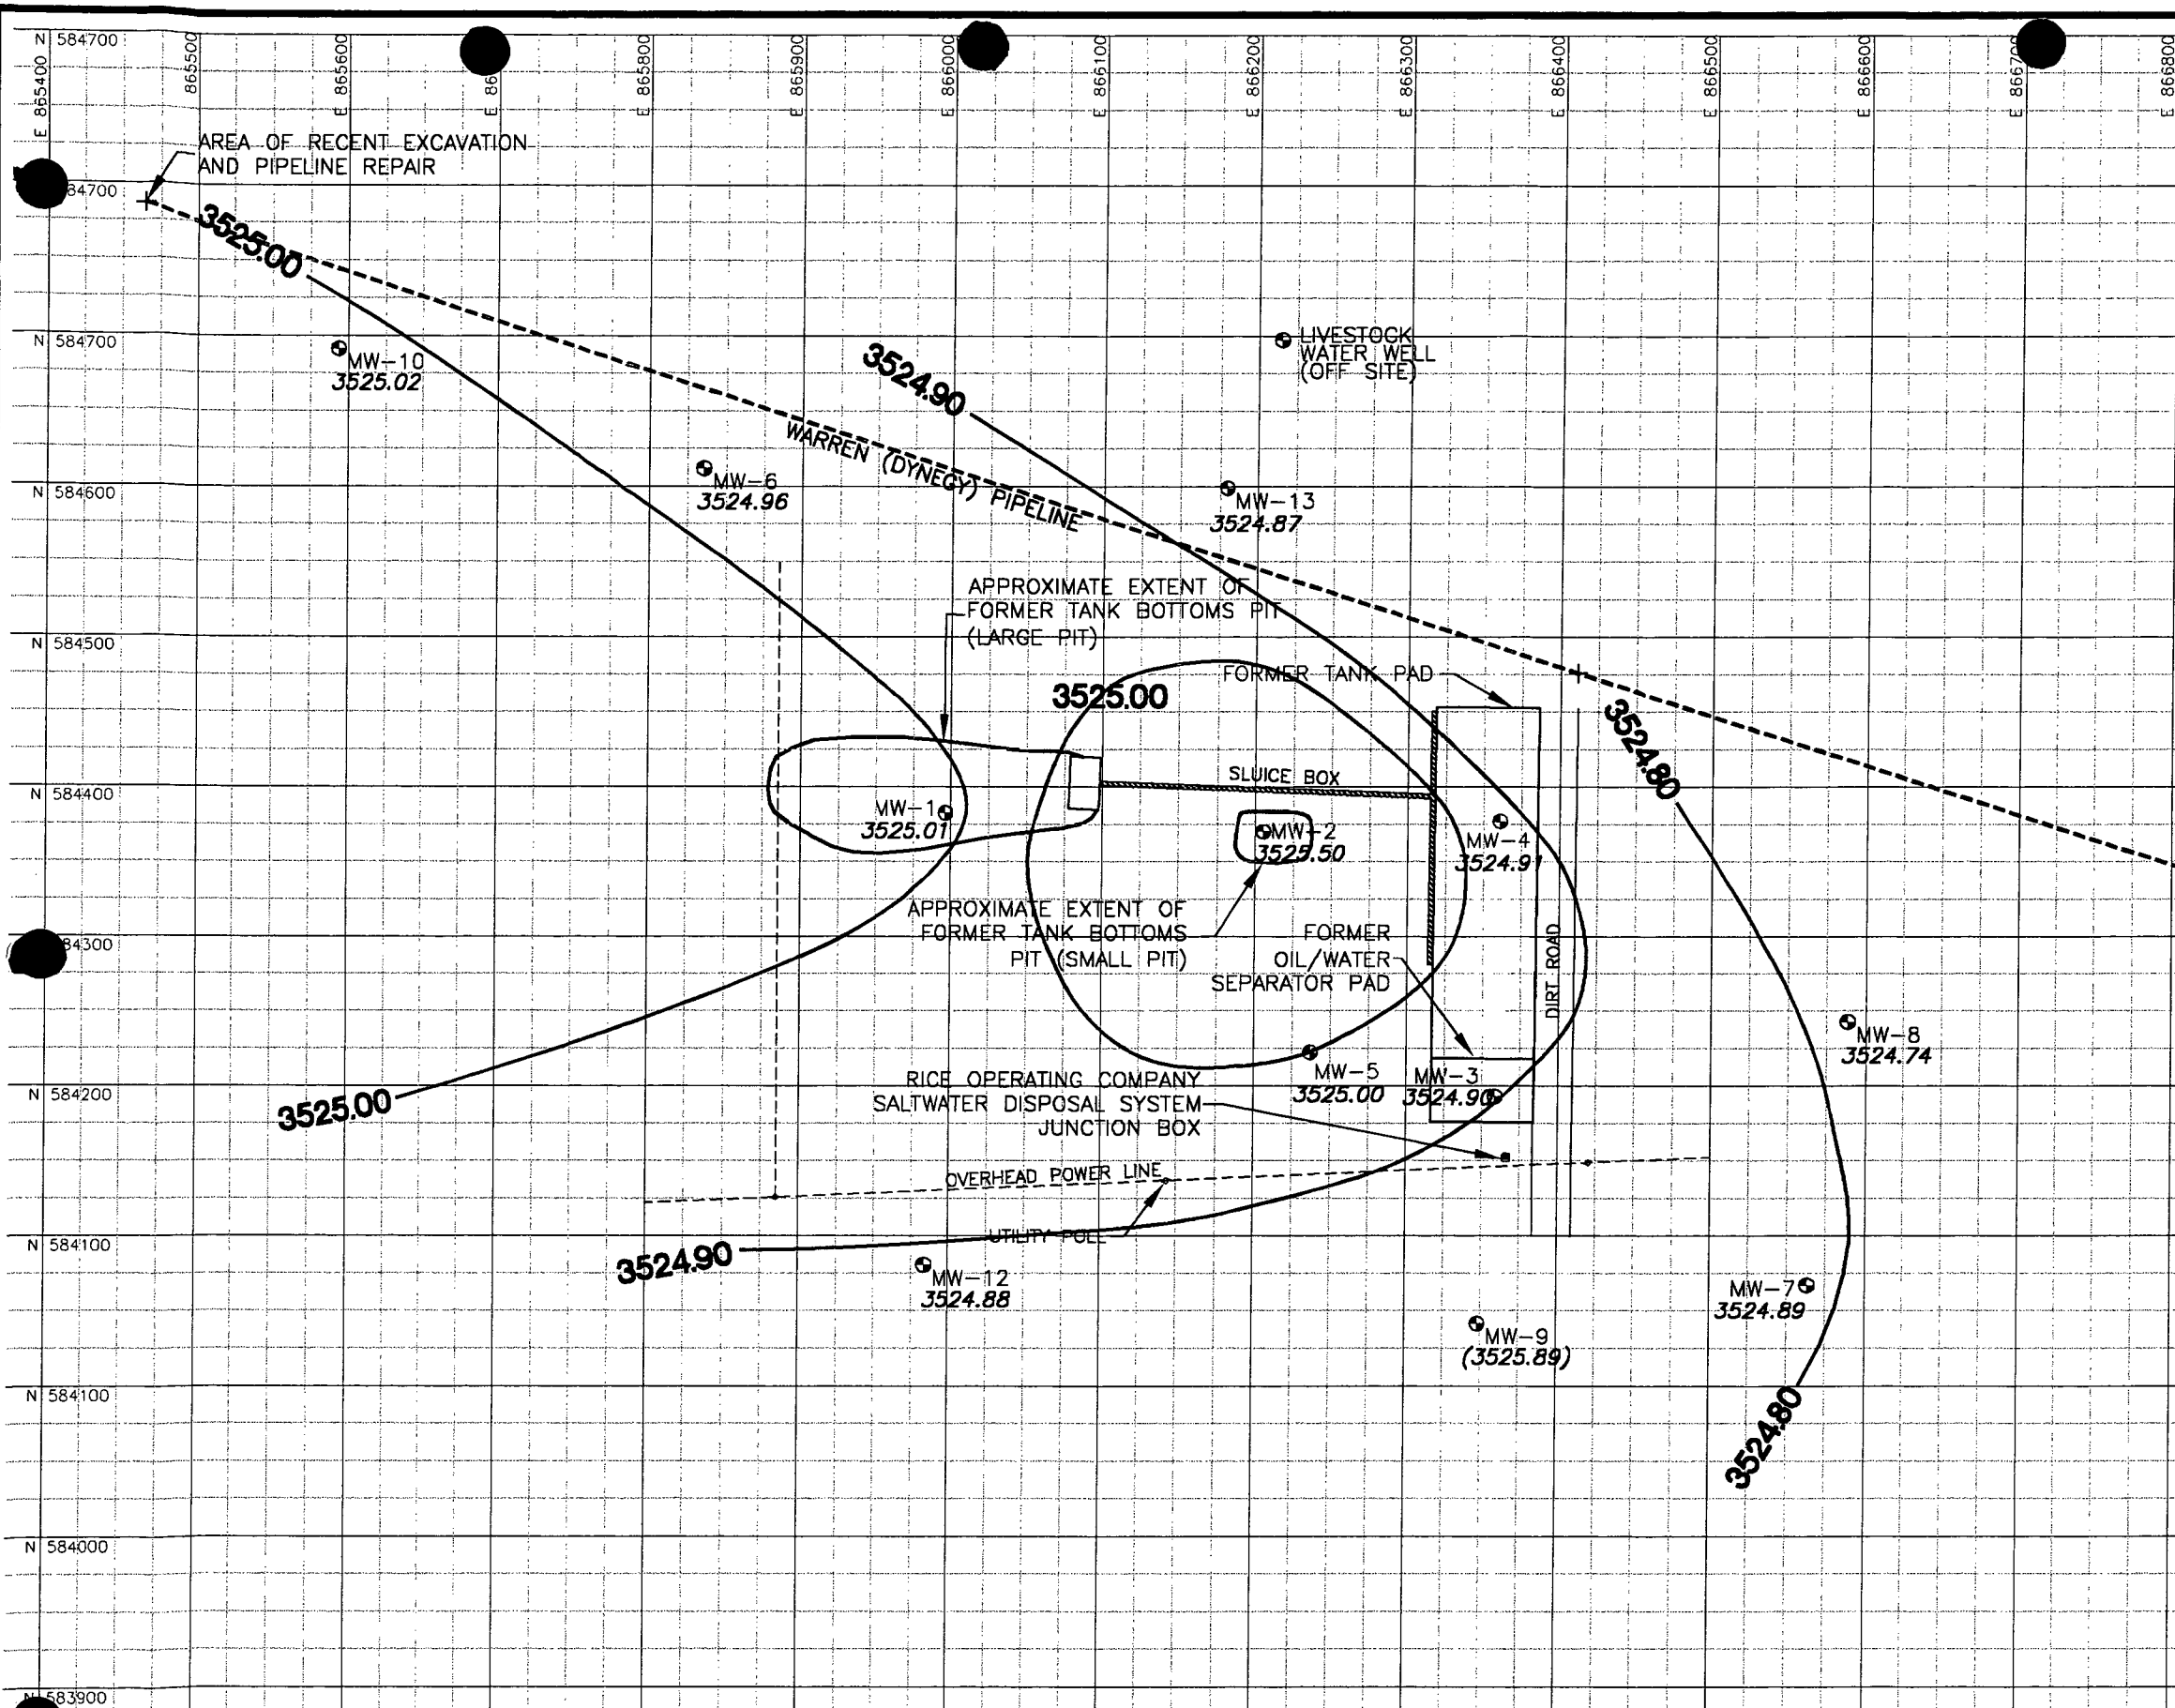 N 584700
E 865400
865500
E 865600
E 8
E 865800
E 865900
E 866000
E 866100
E 866200
E 866300
E 866400
E 866500
E 866600
E 8667
E 866800
AREA OF RECENT EXCAVATION
AND PIPELINE REPAIR
84700
3525.00
N 584700
MW-10
3525.02
3524.90
LIVESTOCK
WATER WELL
(OFF SITE)
WARREN (DYNEGY) PIPELINE
N 584600
MW-6
3524.96
MW-13
3524.87
APPROXIMATE EXTENT OF
FORMER TANK BOTTOMS PIT
(LARGE PIT)
N 584500
FORMER TANK PAD
3525.00
3524.80
SLUICE BOX
N 584400
MW-1
3525.01
MW-2
3525.50
MW-4
3524.91
APPROXIMATE EXTENT OF
FORMER TANK BOTTOMS
PIT (SMALL PIT)
FORMER
OIL/WATER
SEPARATOR PAD
DIRT ROAD
84300
MW-8
3524.74
MW-5
3525.00
MW-3
3524.90
RICE OPERATING COMPANY
SALTWATER DISPOSAL SYSTEM
JUNCTION BOX
N 584200
3525.00
OVERHEAD POWER LINE
UTILITY POLE
N 584100
3524.90
MW-12
3524.88
MW-7
3524.89
MW-9
(3525.89)
N 584100
3524.80
N 584000
N 583900